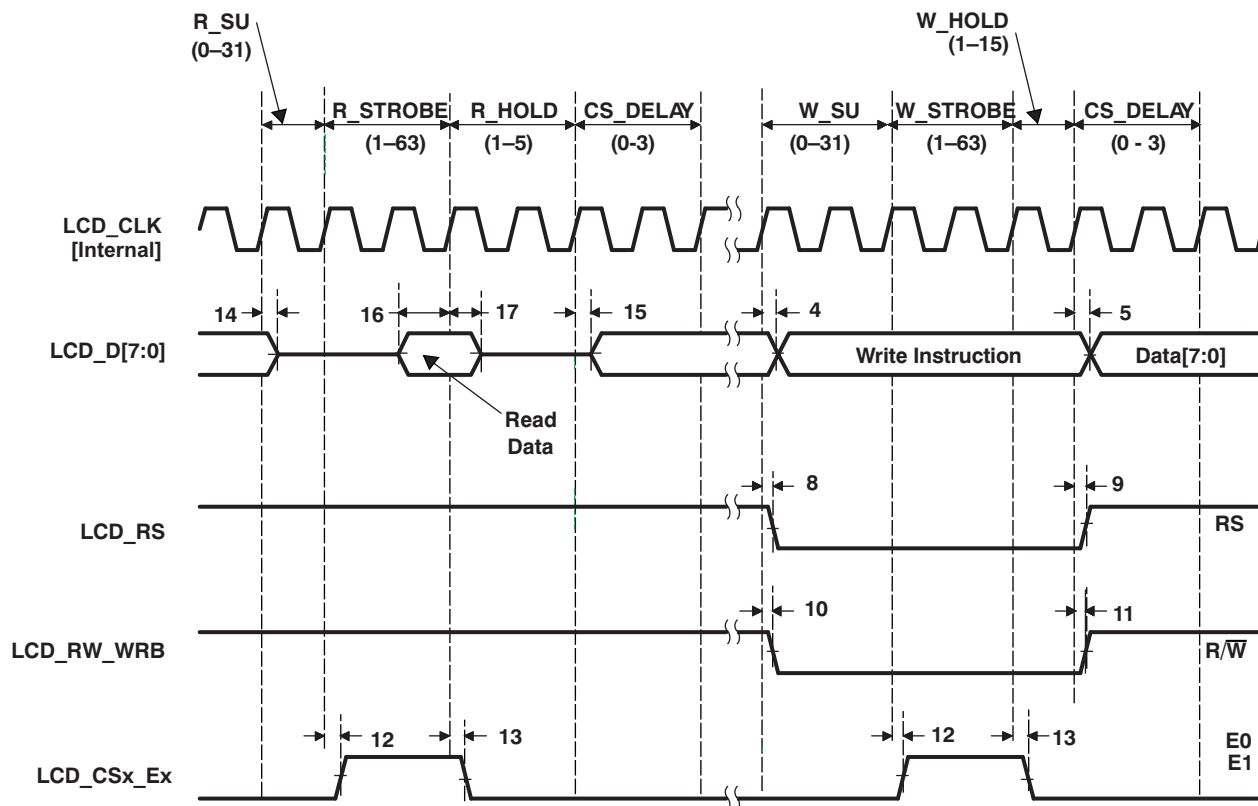 R_SU
(0–31)
W_HOLD
(1–15)
R_STROBE
(1–63)
R_HOLD
(1–5)
CS_DELAY
(0-3)
W_SU
(0–31)
W_STROBE
(1–63)
CS_DELAY
(0 - 3)
LCD_CLK
[Internal]
14
16
17
15
4
5
LCD_D[7:0]
Write Instruction
Data[7:0]
Read
Data
8
9
LCD_RS
RS
10
11
LCD_RW_WRB
R/W̅
12
13
12
13
E0
E1
LCD_CSx_Ex